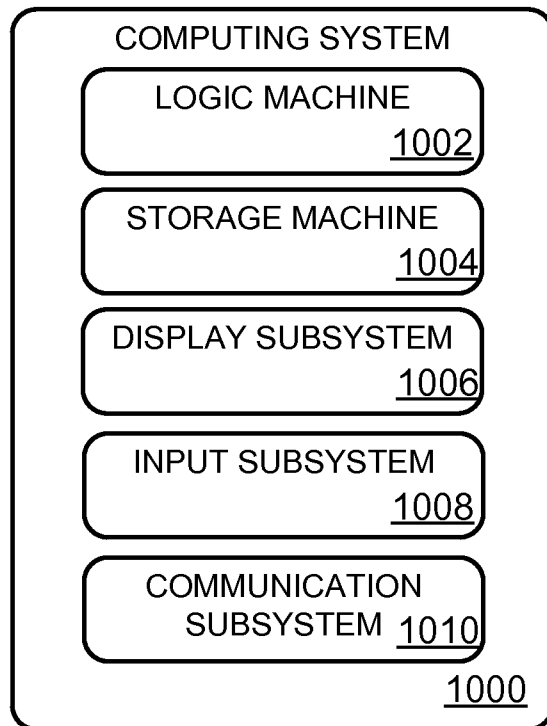 COMPUTING SYSTEM
LOGIC MACHINE
1002
STORAGE MACHINE
1004
DISPLAY SUBSYSTEM
1006
INPUT SUBSYSTEM
1008
COMMUNICATION
SUBSYSTEM 1010
1000